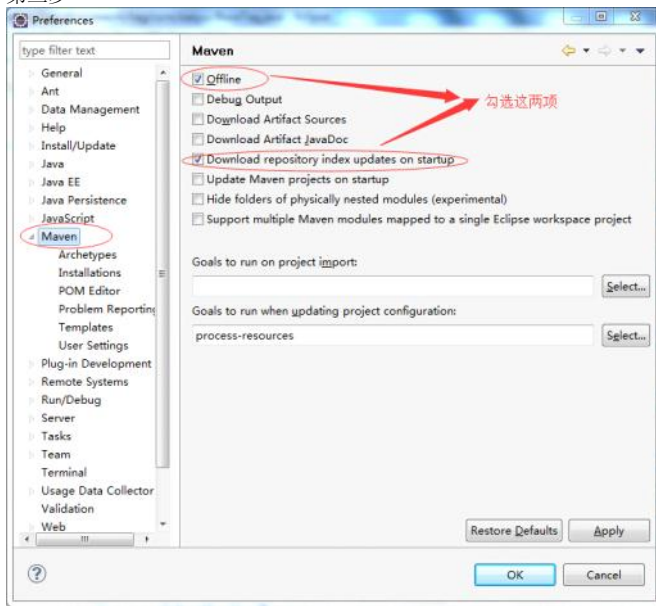 第三步
Preferences
type filter text
General
Ant
Data Management
Help
Install/Update
Java
Java EE
Java Persistence
JavaScript
Maven
Archetypes
Installations
POM Editor
Problem Reporting
Templates
User Settings
Plug-in Development
Remote Systems
Run/Debug
Server
Tasks
Team
Terminal
Usage Data Collector
Validation
Web
Maven
Offline
Debug Output
Download Artifact Sources
Download Artifact JavaDoc
Download repository index updates on startup
Update Maven projects on startup
Hide folders of physically nested modules (experimental)
Support multiple Maven modules mapped to a single Eclipse workspace project
勾选这两项
Goals to run on project import:
Select...
Goals to run when updating project configuration:
process-resources
Select...
Restore Defaults
Apply
OK
Cancel